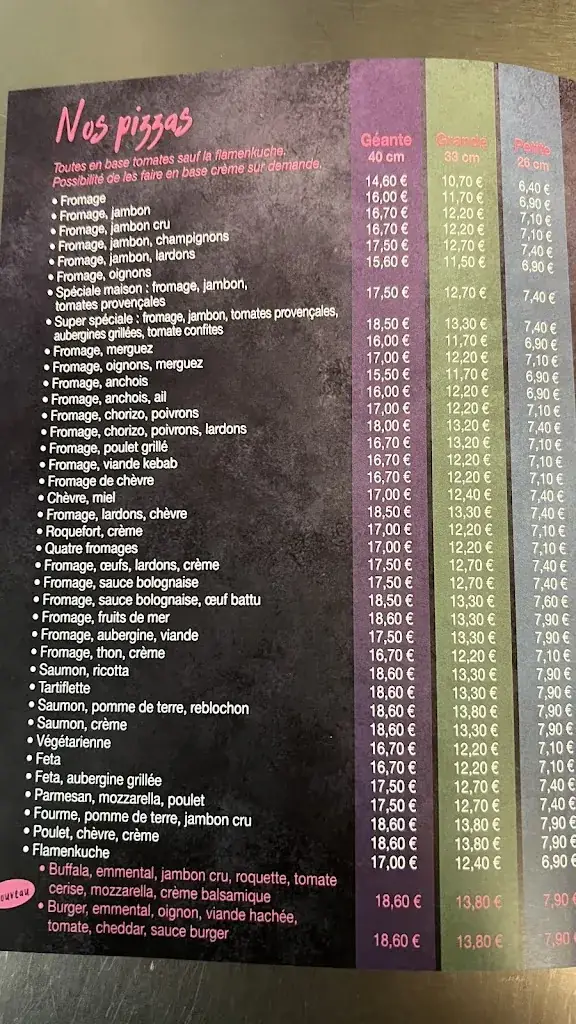 Nos pizzas
Toutes en base tomates sauf la flamenkuche.
Possibilité de les faire en base crème sur demande.
Géante Grande Petite
40 cm 33 cm 26 cm
• Fromage 14,60 € 10,70 € 6,40 €
• Fromage, jambon 16,00 € 11,70 € 6,90 €
• Fromage, jambon cru 16,70 € 12,20 € 7,10 €
• Fromage, jambon, champignons 16,70 € 12,20 € 7,10 €
• Fromage, jambon, lardons 17,50 € 12,70 € 7,40 €
• Fromage, oignons 15,60 € 11,50 € 6,90 €
• Spéciale maison : fromage, jambon,
tomates provençales 17,50 € 12,70 € 7,40 €
• Super spéciale : fromage, jambon, tomates provençales,
aubergines grillées, tomate confites 18,50 € 13,30 € 7,40 €
• Fromage, merguez 16,00 € 11,70 € 6,90 €
• Fromage, oignons, merguez 17,00 € 12,20 € 7,10 €
• Fromage, anchois 15,50 € 11,70 € 6,90 €
• Fromage, anchois, ail 16,00 € 12,20 € 6,90 €
• Fromage, chorizo, poivrons 17,00 € 12,20 € 7,10 €
• Fromage, chorizo, poivrons, lardons 18,00 € 13,20 € 7,40 €
• Fromage, poulet grillé 16,70 € 13,20 € 7,10 €
• Fromage, viande kebab 16,70 € 12,20 € 7,10 €
• Fromage de chèvre 16,70 € 12,20 € 7,10 €
• Chèvre, miel 17,00 € 12,40 € 7,40 €
• Fromage, lardons, chèvre 18,50 € 13,30 € 7,40 €
• Roquefort, crème 17,00 € 12,20 € 7,10 €
• Quatre fromages 17,00 € 12,20 € 7,10 €
• Fromage, œufs, lardons, crème 17,50 € 12,70 € 7,40 €
• Fromage, sauce bolognaise 17,50 € 12,70 € 7,40 €
• Fromage, sauce bolognaise, œuf battu 18,50 € 13,30 € 7,60 €
• Fromage, fruits de mer 18,60 € 13,30 € 7,90 €
• Fromage, aubergine, viande 17,50 € 13,30 € 7,90 €
• Fromage, thon, crème 16,70 € 12,20 € 7,10 €
• Saumon, ricotta 18,60 € 13,30 € 7,90 €
• Tartiflette 18,60 € 13,30 € 7,90 €
• Saumon, pomme de terre, reblochon 18,60 € 13,80 € 7,90 €
• Saumon, crème 18,60 € 13,30 € 7,90 €
• Végétarienne 16,70 € 12,20 € 7,10 €
• Feta 16,70 € 12,20 € 7,10 €
• Feta, aubergine grillée 17,50 € 12,70 € 7,40 €
• Parmesan, mozzarella, poulet 17,50 € 12,70 € 7,40 €
• Fourme, pomme de terre, jambon cru 18,60 € 13,80 € 7,90 €
• Poulet, chèvre, crème 18,60 € 13,80 € 7,90 €
• Flamenkuche 17,00 € 12,40 € 6,90 €
ouveau
• Buffala, emmental, jambon cru, roquette, tomate
cerise, mozzarella, crème balsamique 18,60 € 13,80 € 7,90 €
• Burger, emmental, oignon, viande hachée,
tomate, cheddar, sauce burger 18,60 € 13,80 € 7,90 €